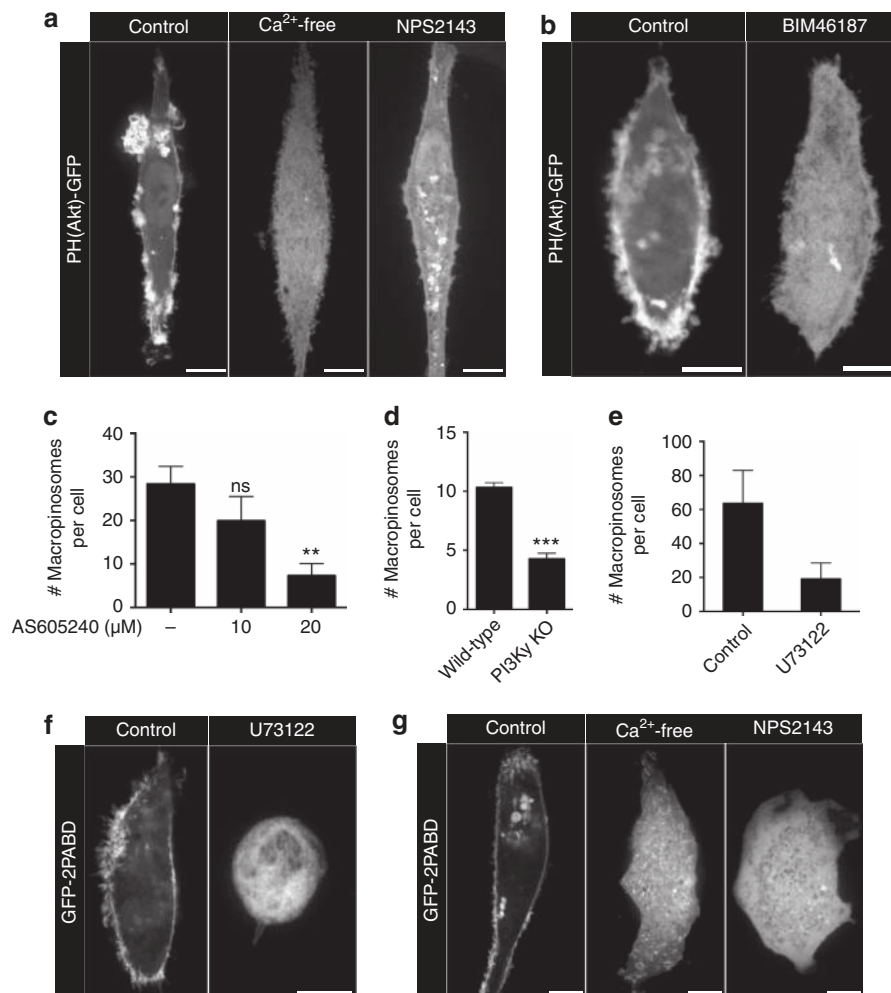 a
Control
Ca²⁺-free
NPS2143
PH(Akt)-GFP
b
Control
BIM46187
PH(Akt)-GFP
c
# Macropinosomes
per cell
40
30
20
10
0
ns
**
AS605240 (μM)
–
10
20
d
# Macropinosomes
per cell
15
10
5
0
***
Wild-type
PI3Kγ KO
e
# Macropinosomes
per cell
100
80
60
40
20
0
Control
U73122
f
Control
U73122
GFP-2PABD
g
Control
Ca²⁺-free
NPS2143
GFP-2PABD